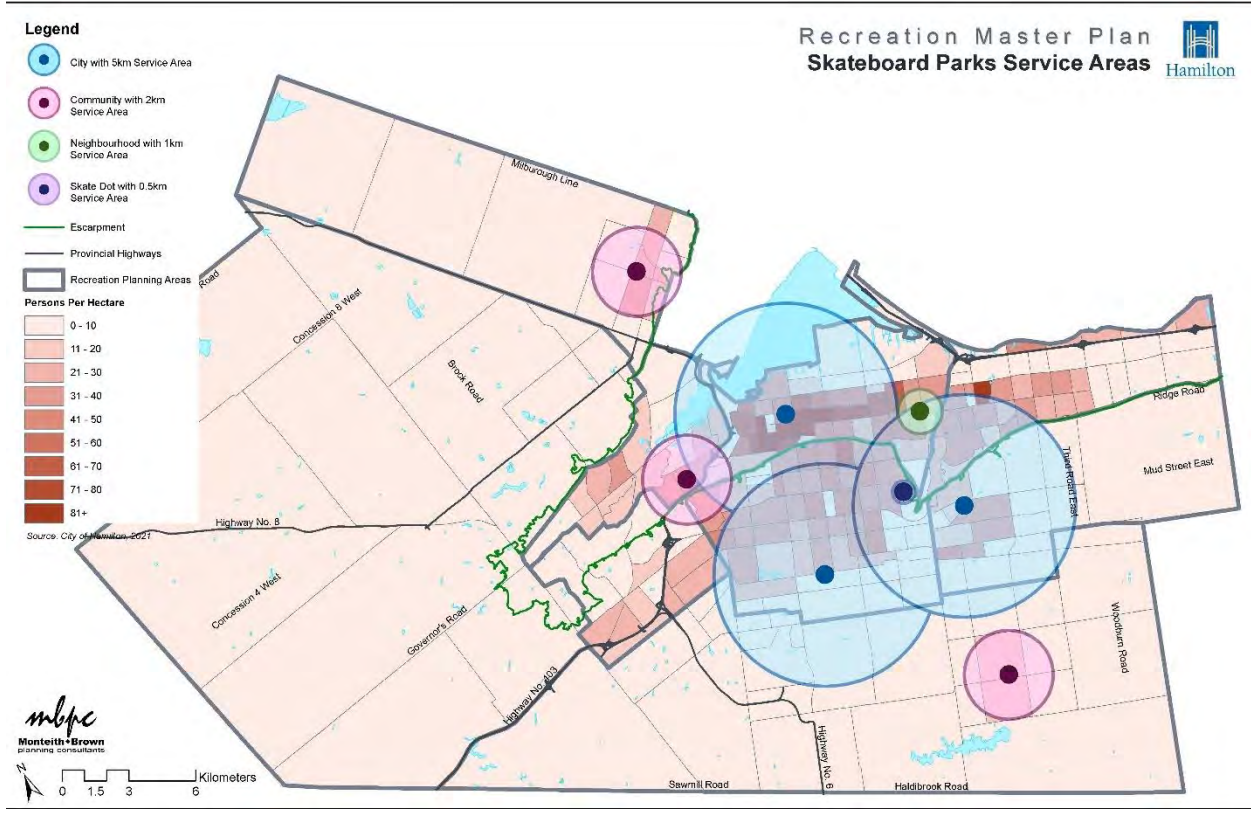 Legend
City with 5km Service Area
Community with 2km
Service Area
Neighbourhood with 1km
Service Area
Skate Dot with 0.5km
Service Area
Escarpment
Provincial Highways
Recreation Planning Areas
Persons Per Hectare
0 - 10
11 - 20
21 - 30
31 - 40
41 - 50
51 - 60
61 - 70
71 - 80
81+
Source: City of Hamilton, 2021
Recreation Master Plan
Skateboard Parks Service Areas
Hamilton
Milburough Line
Road
Concession 8 West
Brock Road
Ridge Road
Mud Street East
Third Road East
Highway No. 8
Concession 4 West
Governor's Road
Highway No. 403
Woodburn Road
Highway No. 6
Sawmill Road
Haldibrook Road
mbpc
Monteith+Brown
planning consultants
N
Kilometers
0 1.5 3 6